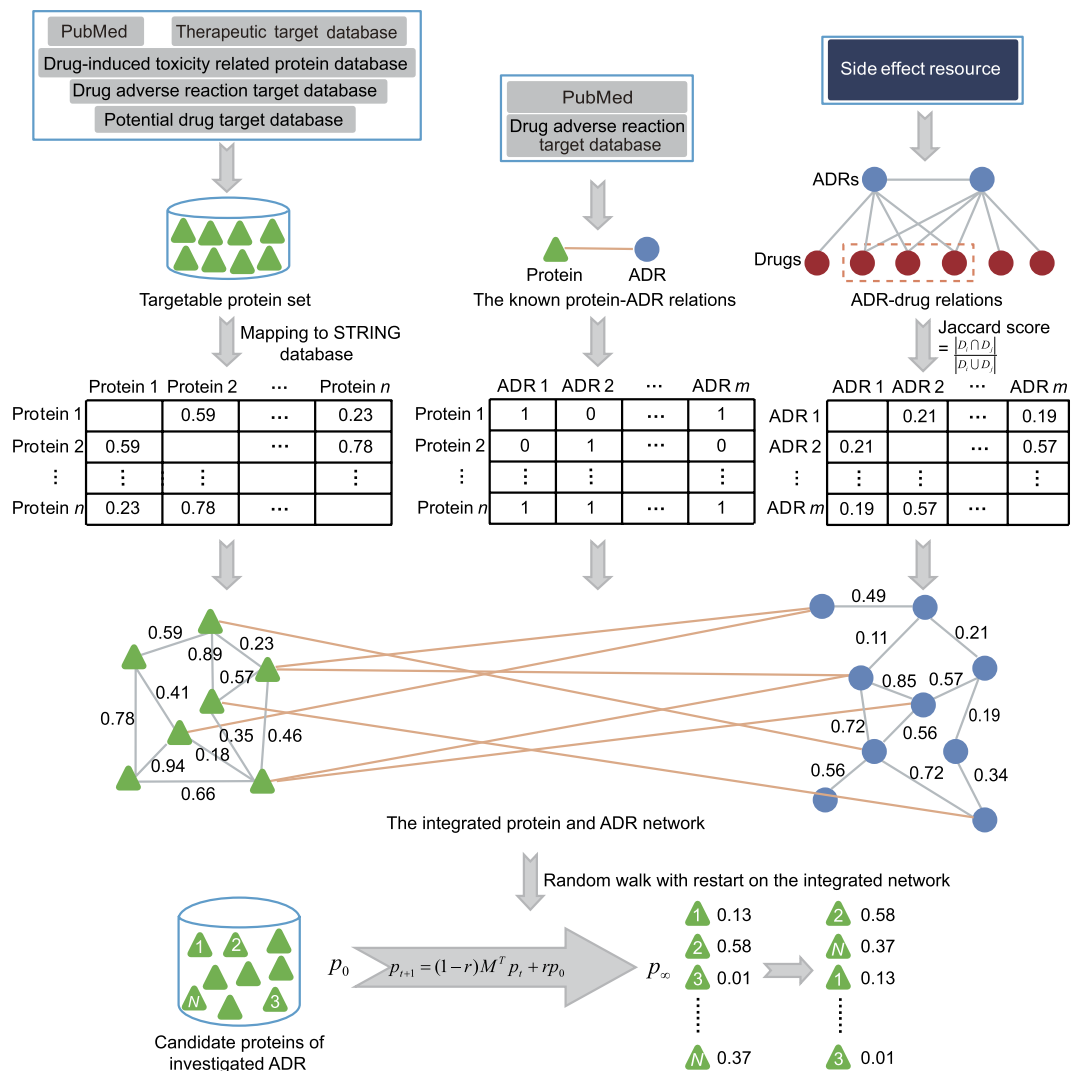 PubMed
Therapeutic target database
Drug-induced toxicity related protein database
Drug adverse reaction target database
Potential drug target database
Targetable protein set
Mapping to STRING
database
PubMed
Drug adverse reaction
target database
Protein
ADR
The known protein-ADR relations
Side effect resource
ADRs
Drugs
ADR-drug relations
Jaccard score
= |D_i ∩ D_j| / |D_i ∪ D_j|
Protein 1 Protein 2 ... Protein n
Protein 1 0.59 ... 0.23
Protein 2 0.59 ... 0.78
⋮ ⋮ ⋮ ⋮
Protein n 0.23 0.78 ...
ADR 1 ADR 2 ... ADR m
Protein 1 1 0 ... 1
Protein 2 0 1 ... 0
⋮ ⋮ ⋮ ⋮
Protein n 1 1 ... 1
ADR 1 ADR 2 ... ADR m
ADR 1 0.21 ... 0.19
ADR 2 0.21 ... 0.57
⋮ ⋮ ⋮ ⋮
ADR m 0.19 0.57 ...
0.59
0.23
0.89
0.57
0.41
0.78
0.35
0.46
0.18
0.94
0.66
0.49
0.11
0.21
0.85
0.57
0.72
0.56
0.19
0.56
0.72
0.34
The integrated protein and ADR network
Random walk with restart on the integrated network
1
2
N
3
Candidate proteins of
investigated ADR
p_0
p_{t+1} = (1−r)M^T p_t + rp_0
p_∞
1 0.13
2 0.58
3 0.01
N 0.37
2 0.58
N 0.37
1 0.13
3 0.01